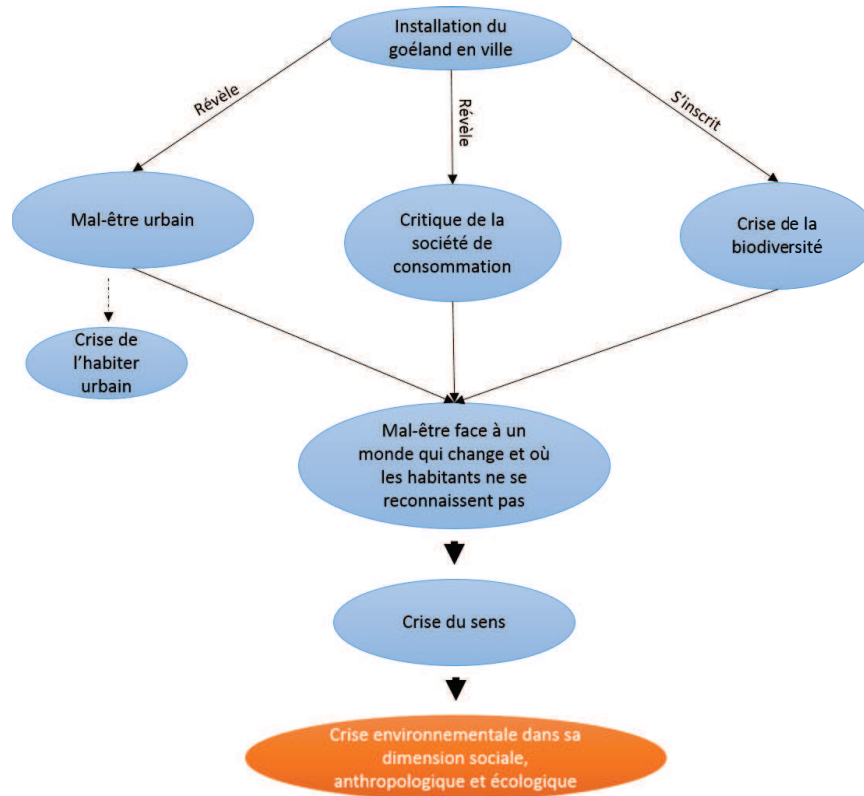 Installation du
goéland en ville
Révèle
Révèle
S'inscrit
Mal-être urbain
Critique de la
société de
consommation
Crise de la
biodiversité
Crise de
l'habiter
urbain
Mal-être face à un
monde qui change et où
les habitants ne se
reconnaissent pas
Crise du sens
Crise environnementale dans sa
dimension sociale,
anthropologique et écologique